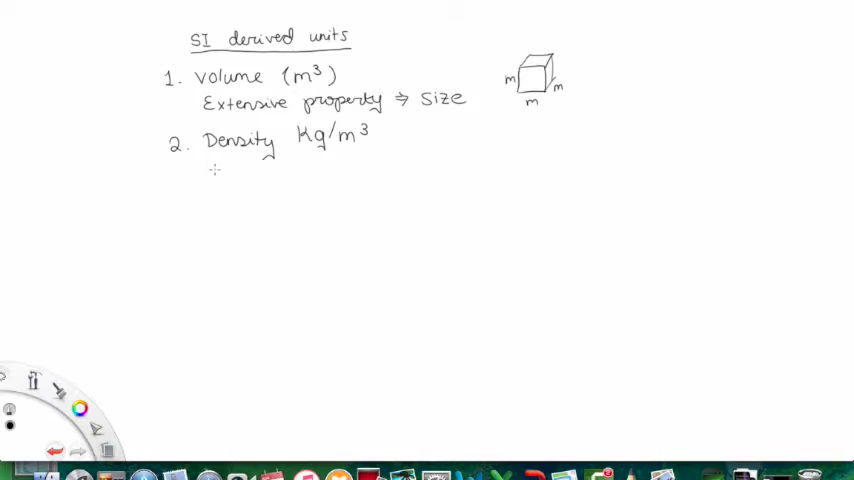 SI derived units
1. Volume (m³)
Extensive property ⇒ Size
m
m
m
2. Density Kg/m³